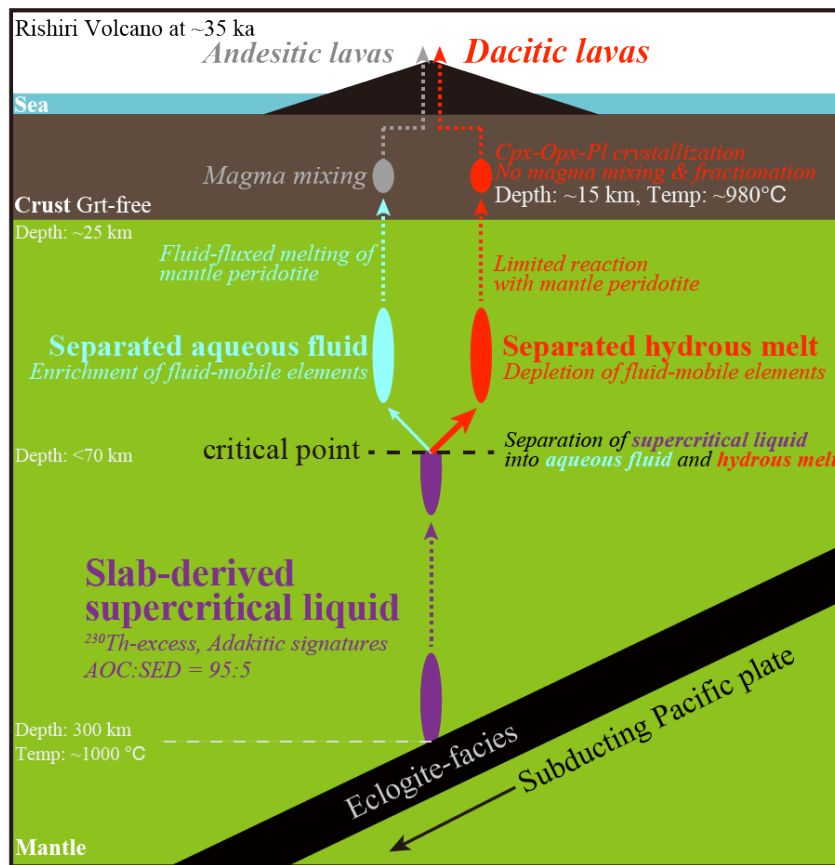 Rishiri Volcano at ~35 ka
Andesitic lavas
Dacitic lavas
Sea
Magma mixing
Cpx-Opx-Pl crystallization
No magma mixing & fractionation
Depth: ~15 km, Temp: ~980℃
Crust Grt-free
Depth: ~25 km
Fluid-fluxed melting of
mantle peridotite
Limited reaction
with mantle peridotite
Separated aqueous fluid
Enrichment of fluid-mobile elements
Separated hydrous melt
Depletion of fluid-mobile elements
Depth: <70 km
critical point
Separation of supercritical liquid
into aqueous fluid and hydrous melt
Slab-derived
supercritical liquid
²³⁰Th-excess, Adakitic signatures
AOC:SED = 95:5
Depth: 300 km
Temp: ~1000 ℃
Eclogite-facies
Subducting Pacific plate
Mantle